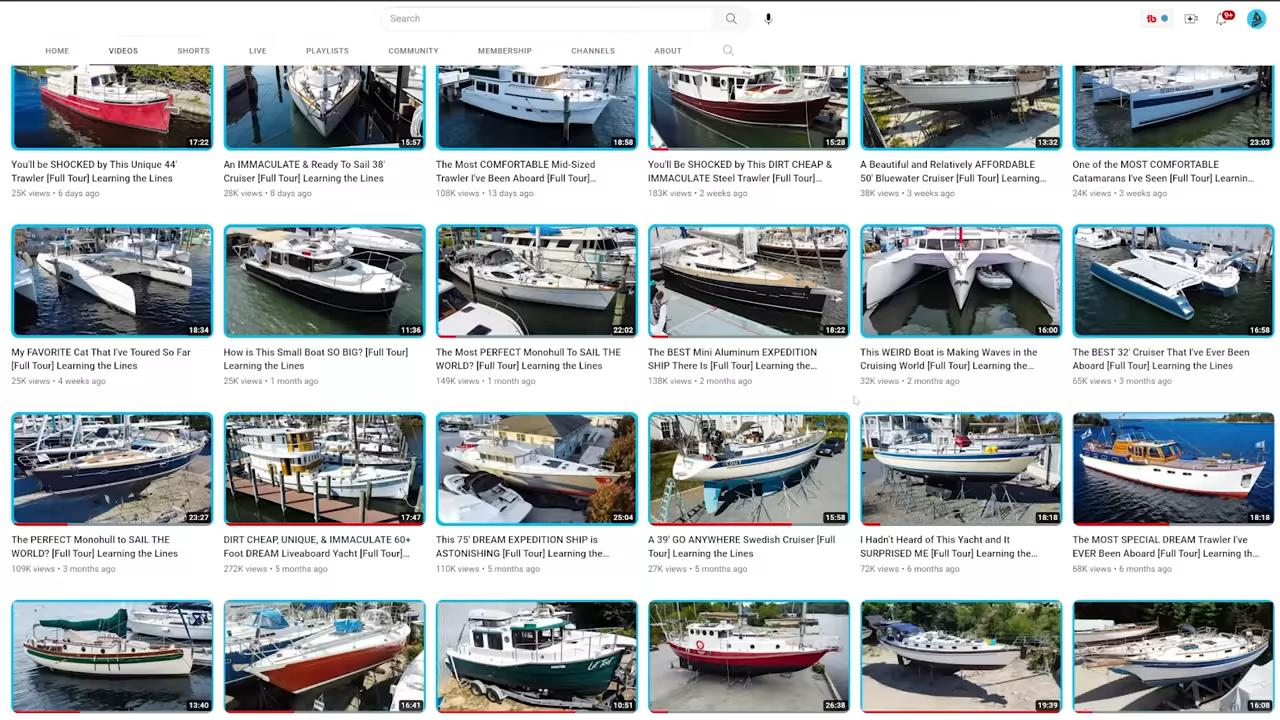 Search
tb
9+
HOME VIDEOS SHORTS LIVE PLAYLISTS COMMUNITY MEMBERSHIP CHANNELS ABOUT
17:22 15:57 18:58 15:28 13:32 23:03
You'll be SHOCKED by This Unique 44'
Trawler [Full Tour] Learning the Lines
25K views • 6 days ago
An IMMACULATE & Ready To Sail 38'
Cruiser [Full Tour] Learning the Lines
28K views • 8 days ago
The Most COMFORTABLE Mid-Sized
Trawler I've Been Aboard [Full Tour]...
108K views • 13 days ago
You'll Be SHOCKED by This DIRT CHEAP &
IMMACULATE Steel Trawler [Full Tour]...
183K views • 2 weeks ago
A Beautiful and Relatively AFFORDABLE
50' Bluewater Cruiser [Full Tour] Learning...
38K views • 3 weeks ago
One of the MOST COMFORTABLE
Catamarans I've Seen [Full Tour] Learnin...
24K views • 3 weeks ago
18:34 11:36 22:02 18:22 16:00 16:58
My FAVORITE Cat That I've Toured So Far
[Full Tour] Learning the Lines
25K views • 4 weeks ago
How is This Small Boat SO BIG? [Full Tour]
Learning the Lines
25K views • 1 month ago
The Most PERFECT Monohull To SAIL THE
WORLD? [Full Tour] Learning the Lines
149K views • 1 month ago
The BEST Mini Aluminum EXPEDITION
SHIP There Is [Full Tour] Learning the...
138K views • 2 months ago
This WEIRD Boat is Making Waves in the
Cruising World [Full Tour] Learning the...
32K views • 2 months ago
The BEST 32' Cruiser That I've Ever Been
Aboard [Full Tour] Learning the Lines
65K views • 3 months ago
23:27 17:47 25:04 15:58 18:18 18:18
The PERFECT Monohull to SAIL THE
WORLD? [Full Tour] Learning the Lines
109K views • 3 months ago
DIRT CHEAP, UNIQUE, & IMMACULATE 60+
Foot DREAM Liveaboard Yacht [Full Tour]...
272K views • 5 months ago
This 75' DREAM EXPEDITION SHIP is
ASTONISHING [Full Tour] Learning the...
110K views • 5 months ago
A 39' GO ANYWHERE Swedish Cruiser [Full
Tour] Learning the Lines
27K views • 5 months ago
I Hadn't Heard of This Yacht and It
SURPRISED ME [Full Tour] Learning the...
72K views • 6 months ago
The MOST SPECIAL DREAM Trawler I've
EVER Been Aboard [Full Tour] Learning th...
68K views • 6 months ago
13:40 16:41 10:51 26:38 19:39 16:08